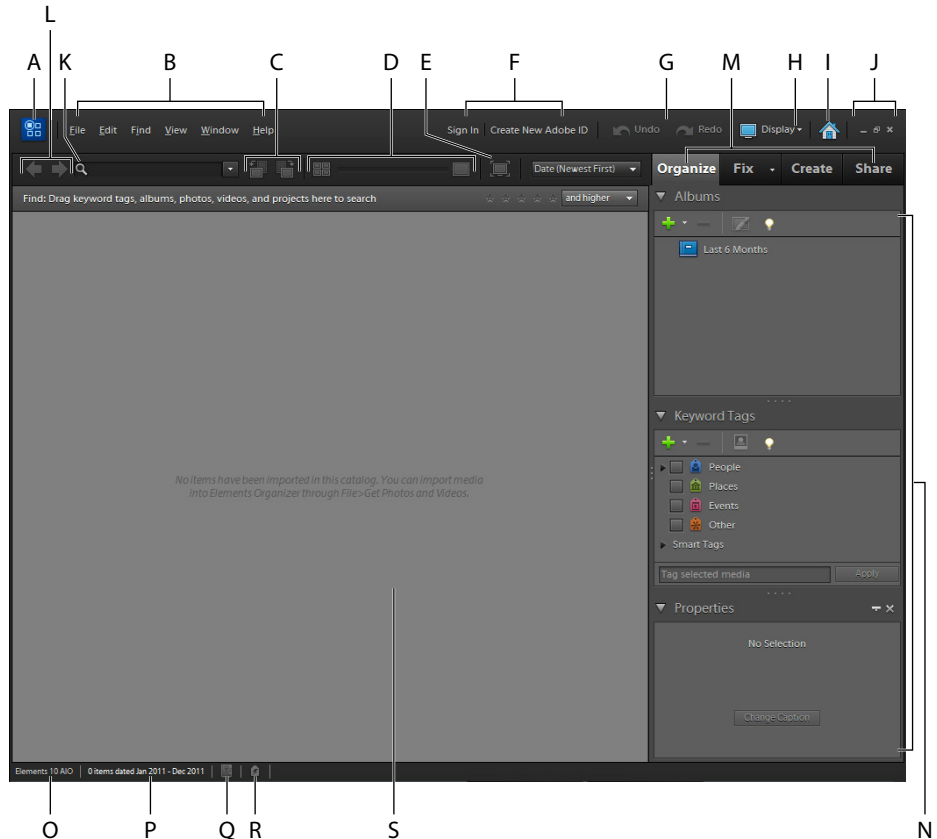 L
A K B C D E F G M H I J
File Edit Find View Window Help Sign In Create New Adobe ID Undo Redo Display
Date (Newest First) Organize Fix Create Share
Find: Drag keyword tags, albums, photos, videos, and projects here to search and higher
Albums
Last 6 Months
Keyword Tags
People
Places
Events
Other
Smart Tags
Tag selected media Apply
Properties
No Selection
Change Caption
No items have been imported in this catalog. You can import media
into Elements Organizer through File>Get Photos and Videos.
Elements 10 AIO 0 items dated Jan 2011 - Dec 2011
O P Q R S N